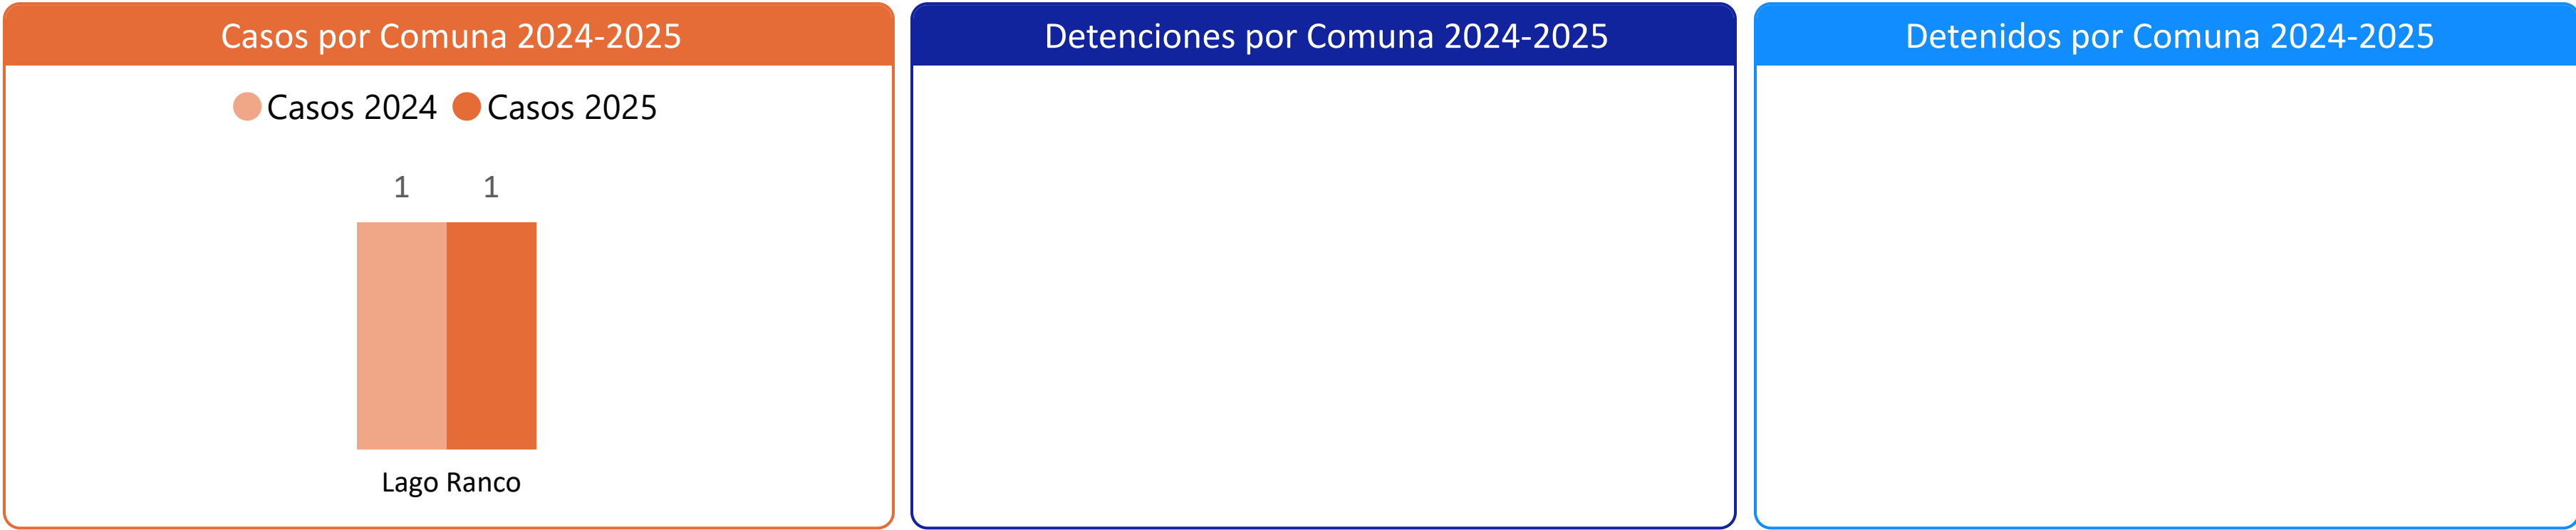 Casos por Comuna 2024-2025
Casos 2024 Casos 2025
1 1
Lago Ranco
Detenciones por Comuna 2024-2025
Detenidos por Comuna 2024-2025